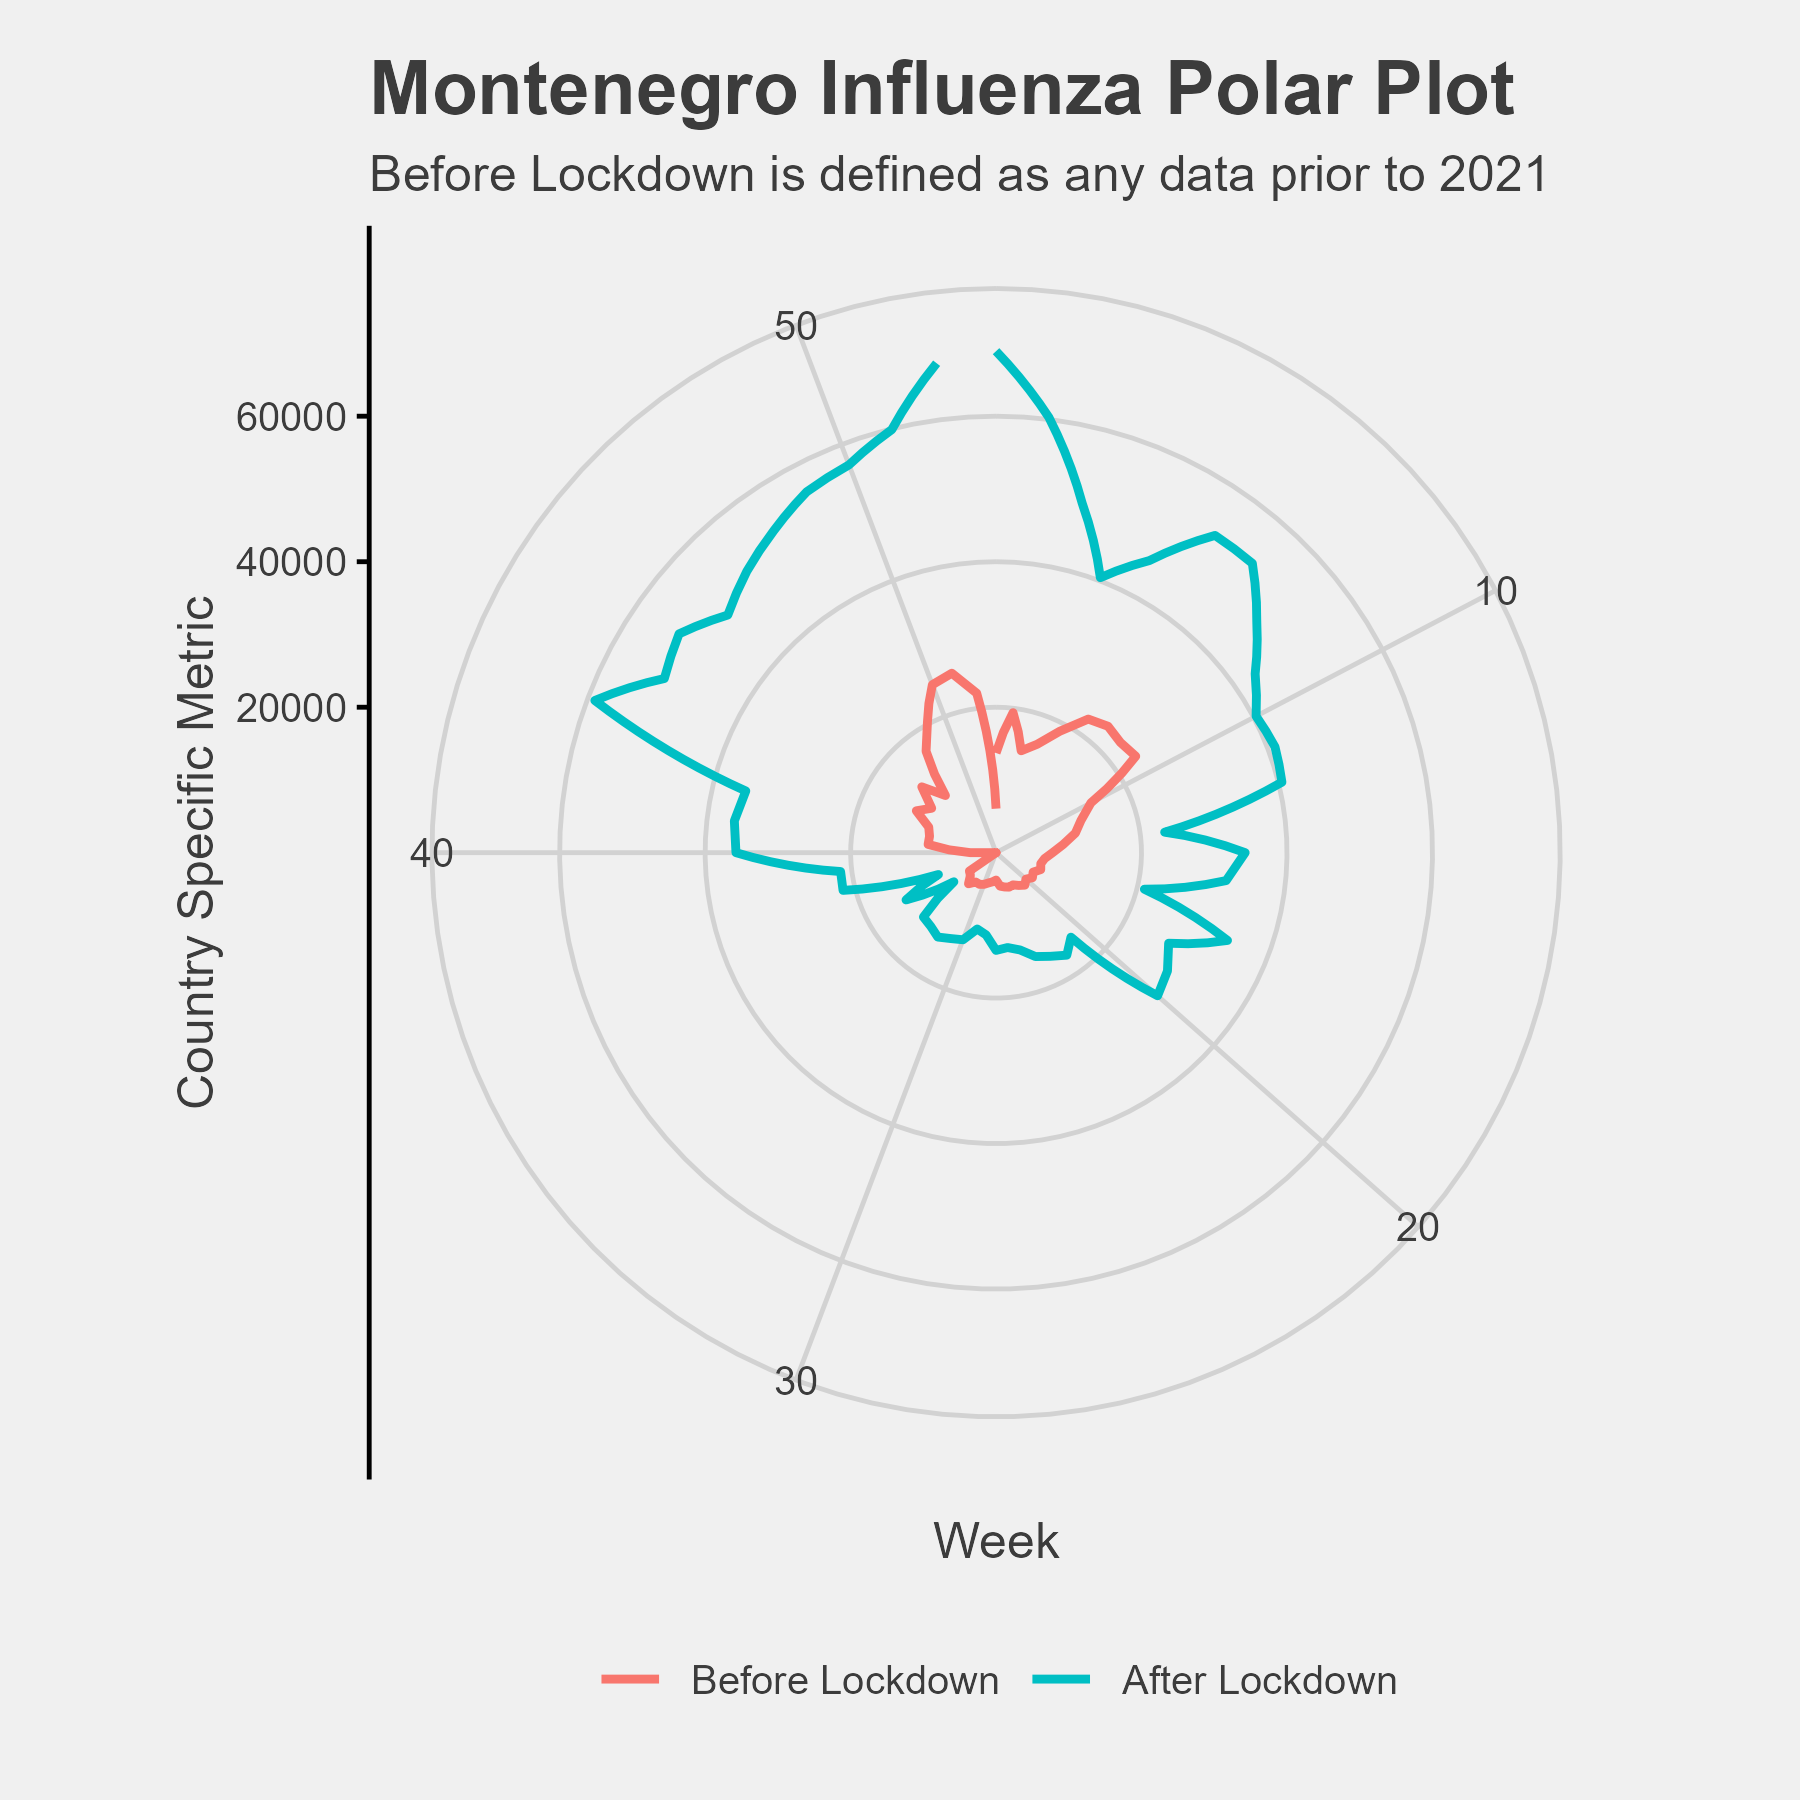 Montenegro Influenza Polar Plot
Before Lockdown is defined as any data prior to 2021
50
60000
40000
10
20000
Country Specific Metric
40
20
30
Week
Before Lockdown
After Lockdown